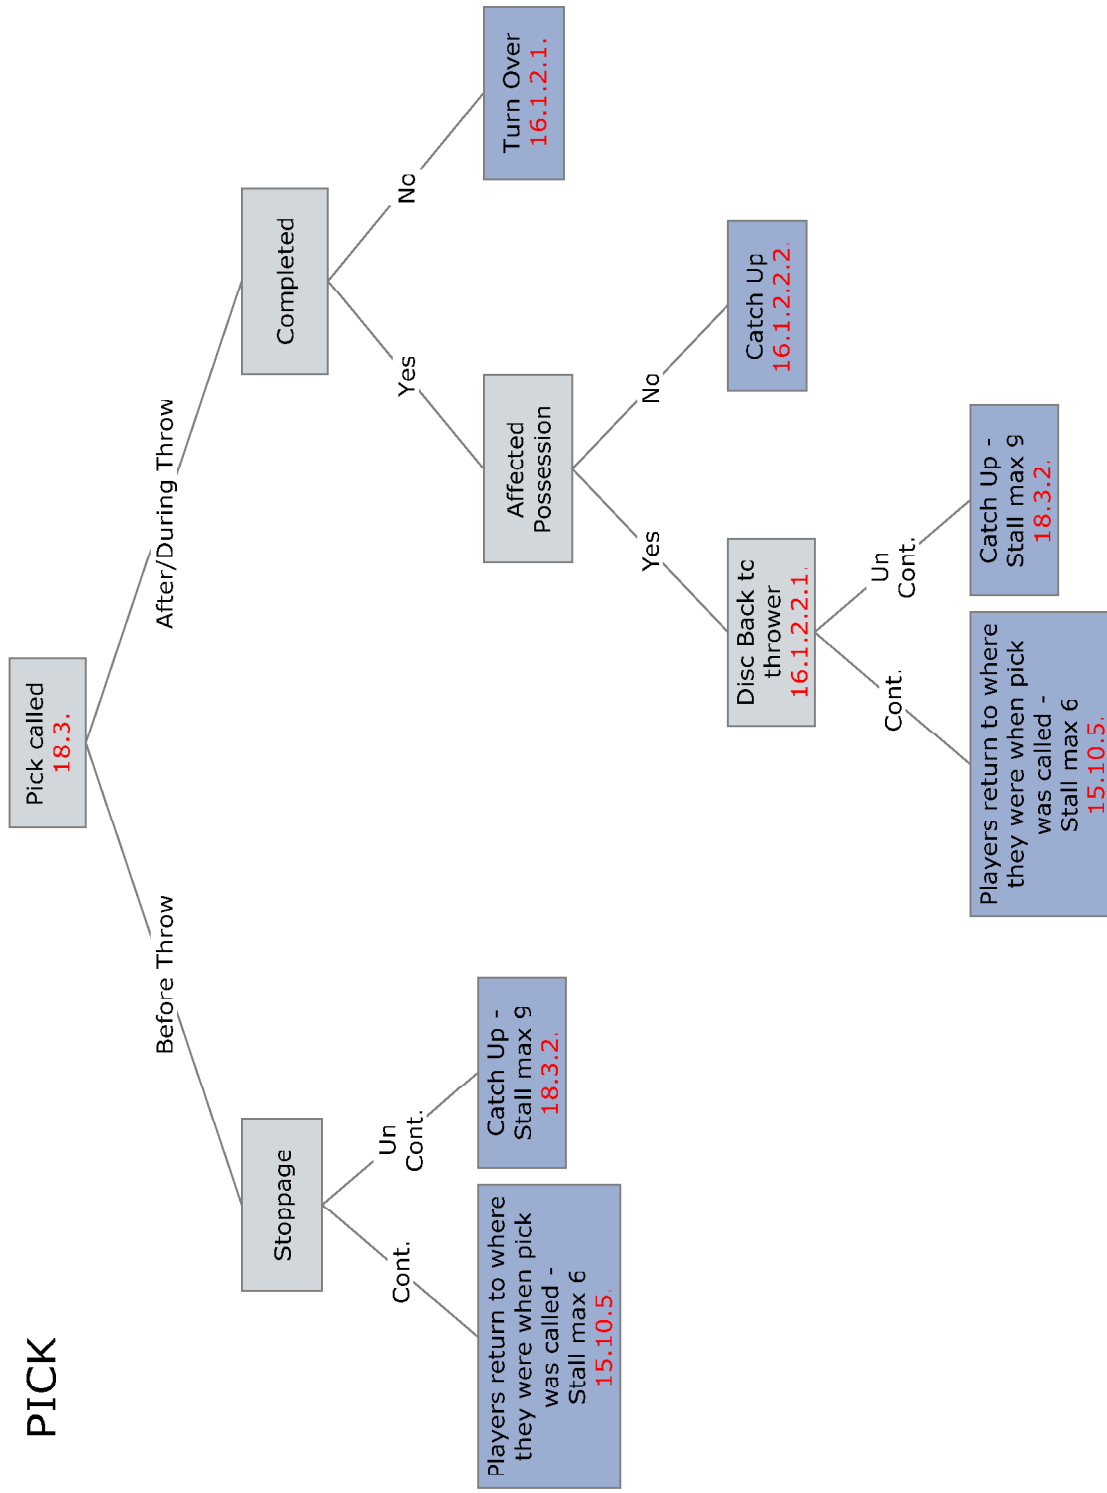 PICK
Pick called
18.3.
Before Throw
After/During Throw
Stoppage
Completed
Cont.
Un
Cont.
Yes
No
Players return to where
they were when pick
was called -
Stall max 6
15.10.5.
Catch Up -
Stall max 9
18.3.2.
Affected
Possession
Turn Over
16.1.2.1.
Yes
No
Disc Back to
thrower
16.1.2.2.1.
Catch Up
16.1.2.2.2.
Cont.
Un
Cont.
Players return to where
they were when pick
was called -
Stall max 6
15.10.5.
Catch Up -
Stall max 9
18.3.2.